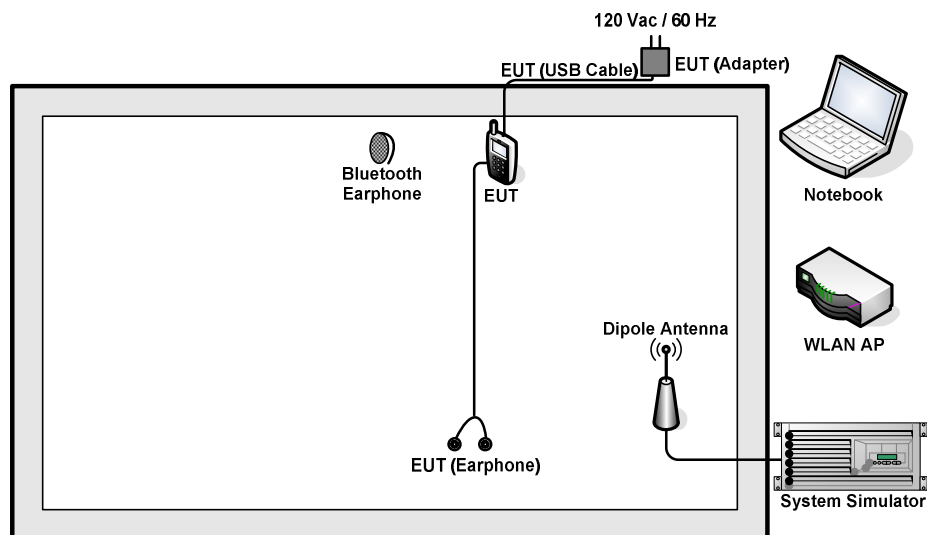 120 Vac / 60 Hz
EUT (USB Cable)
EUT (Adapter)
Bluetooth
Earphone
EUT
Notebook
Dipole Antenna
WLAN AP
EUT (Earphone)
System Simulator